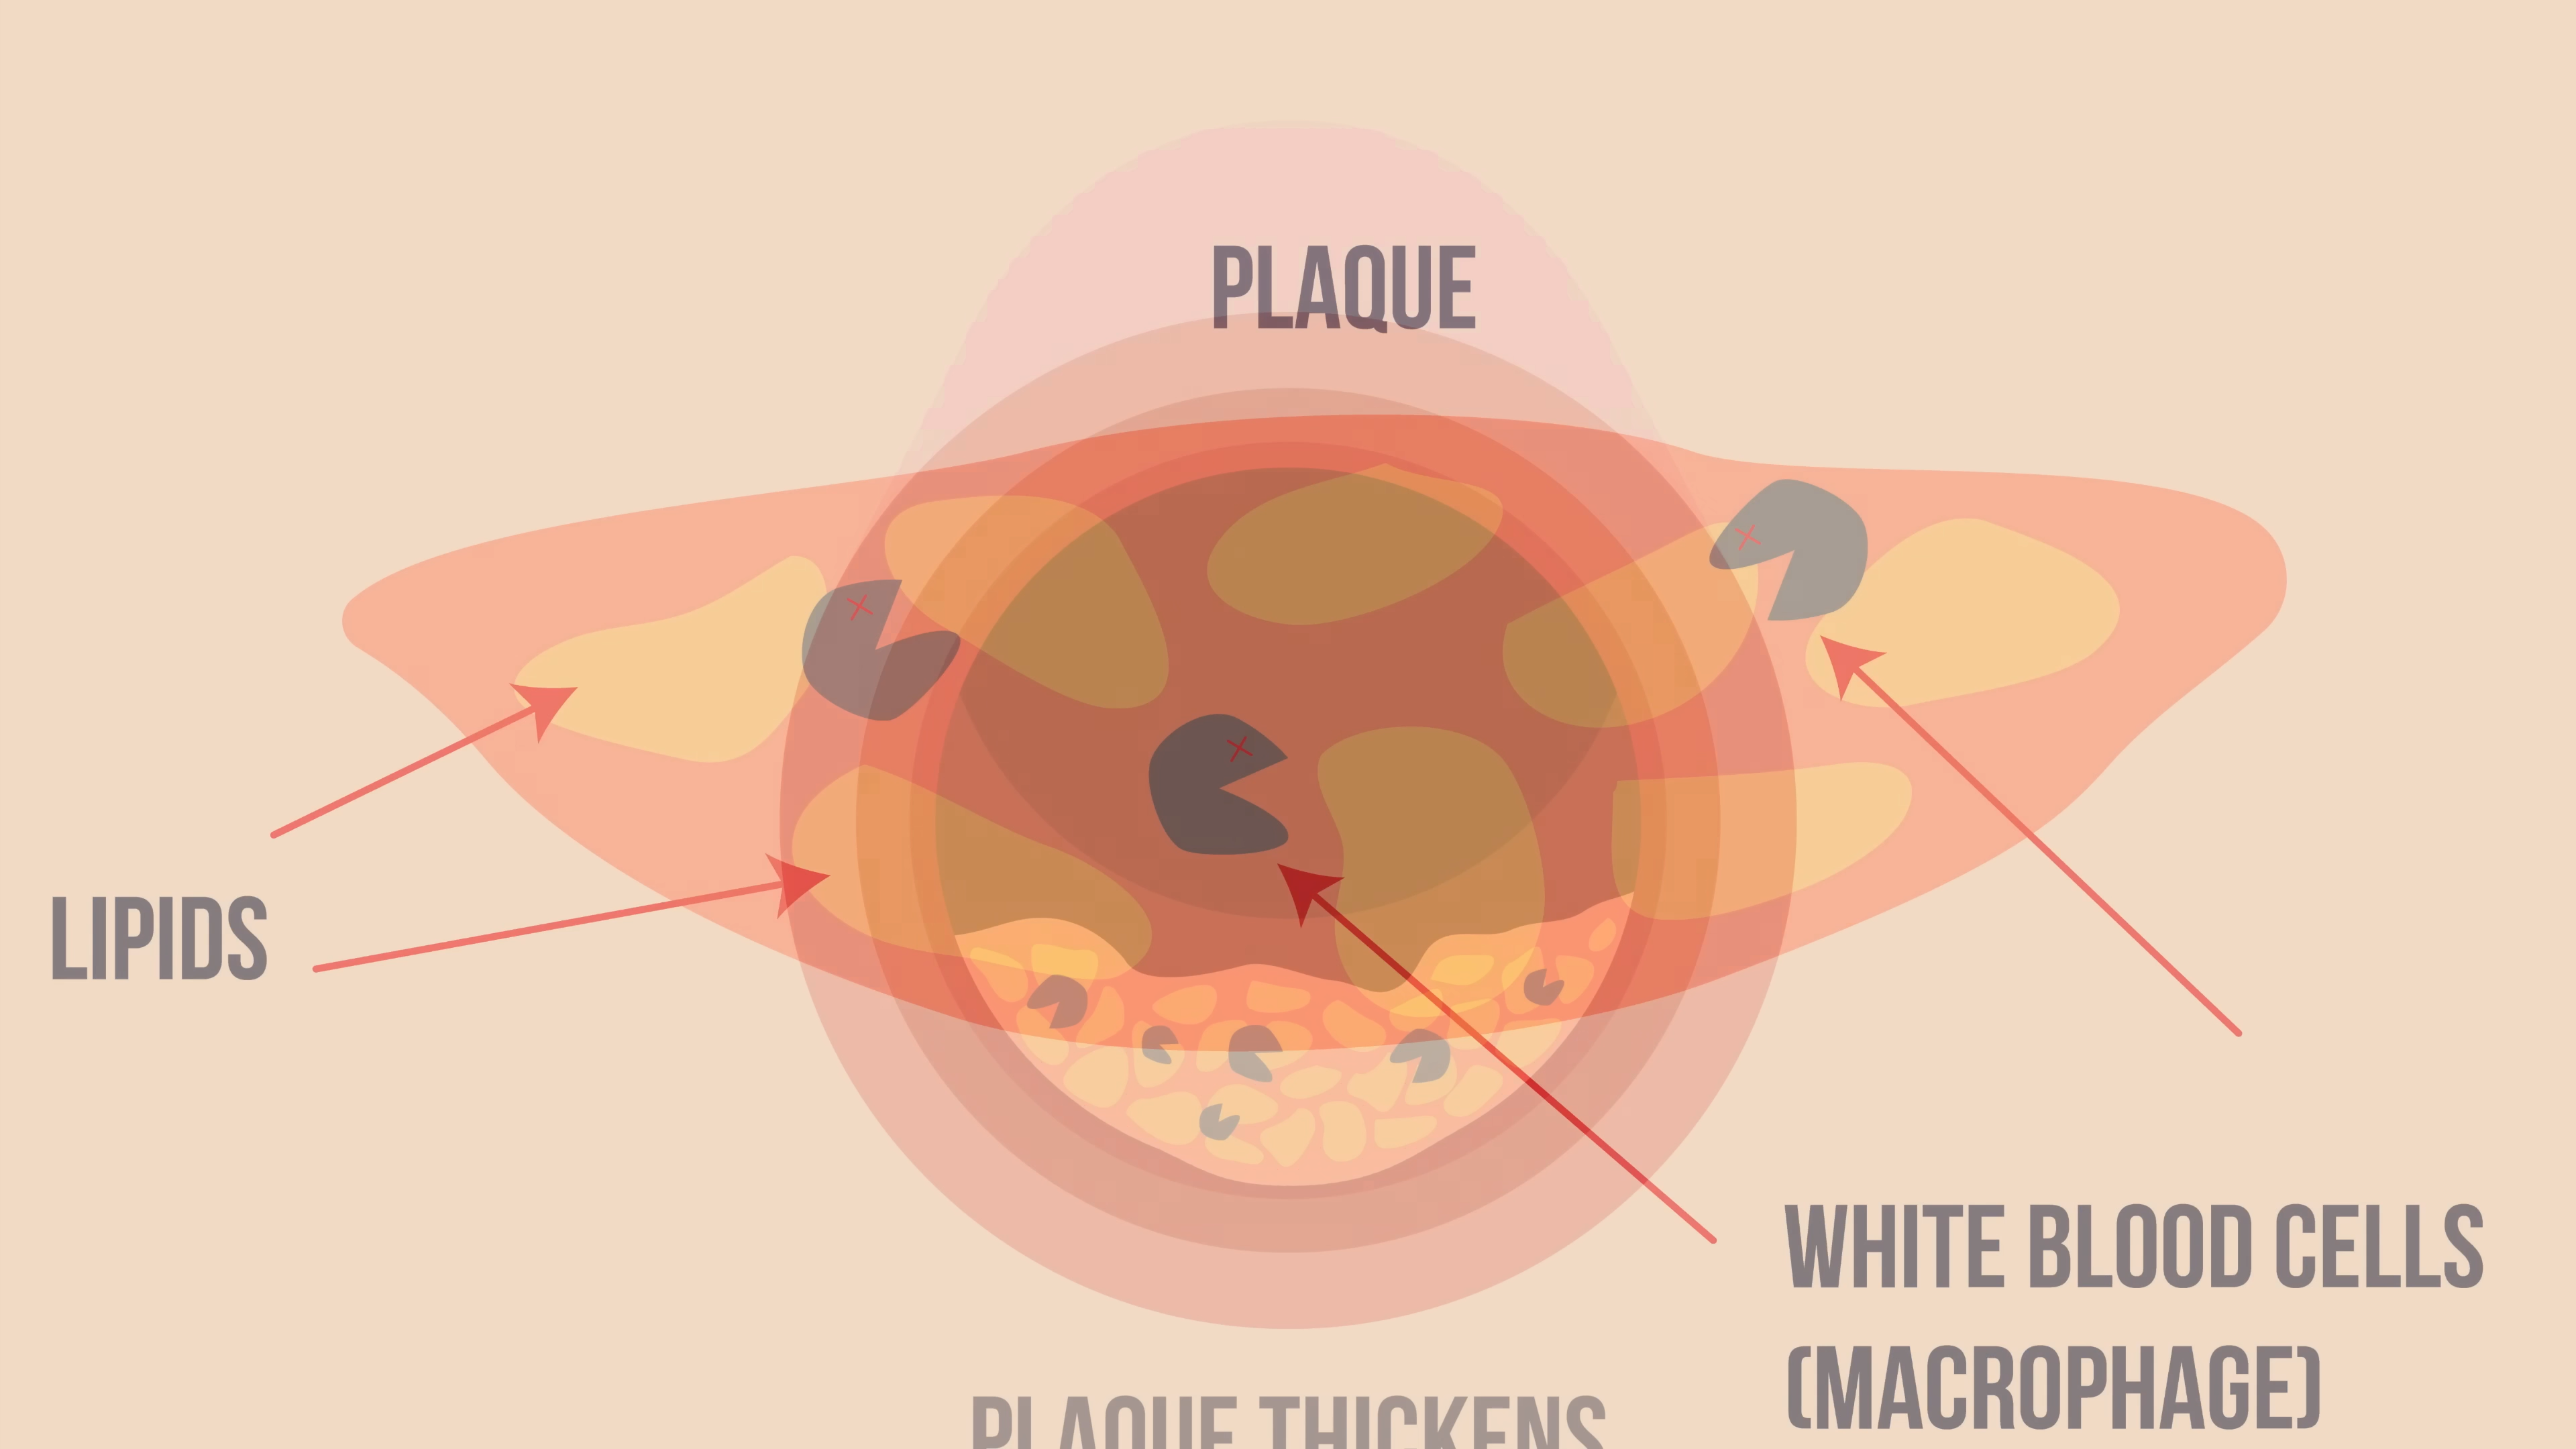 PLAQUE
LIPIDS
WHITE BLOOD CELLS
(MACROPHAGE)
PLAQUE THICKENS